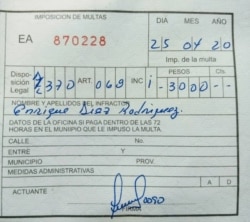 IMPOSICION DE MULTAS
DIA MES AÑO
EA 870228
25 04 20
Imp. de la multa
Disposición Legal 370 ART. 069 INC i PESOS Cts.
-3000-
NOMBRE Y APELLIDOS DEL INFRACTOR
Enrique Díaz Rodríguez
DATOS DE LA OFICINA SI PAGA DENTRO DE LAS 72
HORAS EN EL MUNICIPIO QUE LE IMPUSO LA MULTA
CALLE No.
ENTRE Y
MUNICIPIO PROV.
MEDIDAS ADMINISTRATIVAS A D
ACTUANTE
FIRMA